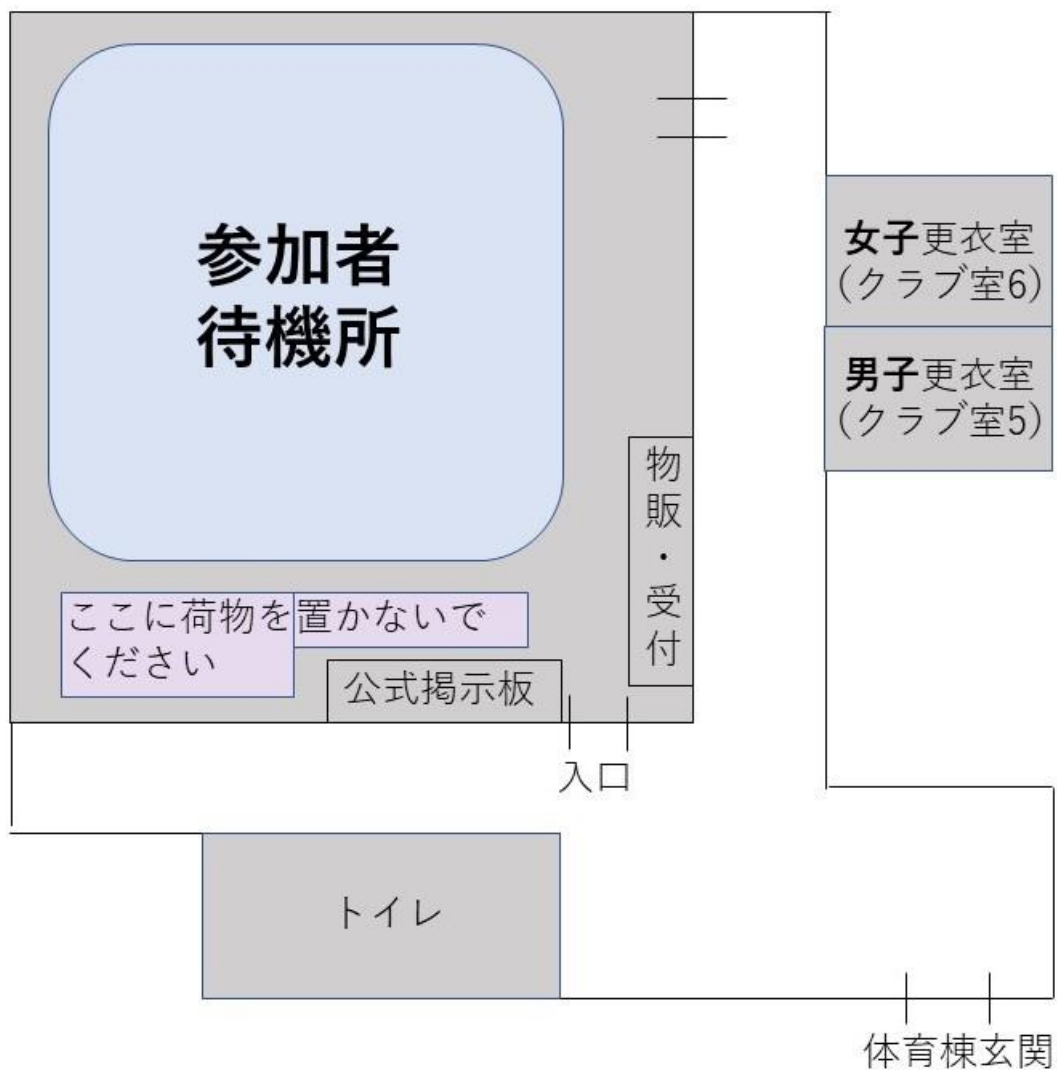 参加者
待機所
女子更衣室
(クラブ室6)
男子更衣室
(クラブ室5)
物販・受付
ここに荷物を置かないで
ください
公式掲示板
入口
トイレ
体育棟玄関